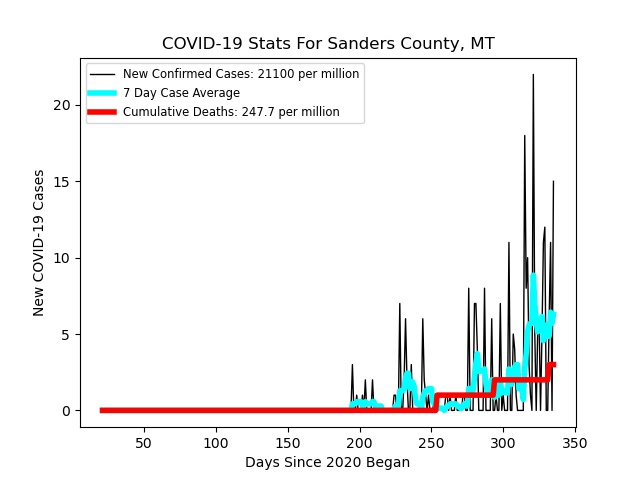 COVID-19 Stats For Sanders County, MT
New Confirmed Cases: 21100 per million
7 Day Case Average
Cumulative Deaths: 247.7 per million
New COVID-19 Cases
20
15
10
5
0
50
100
150
200
250
300
350
Days Since 2020 Began